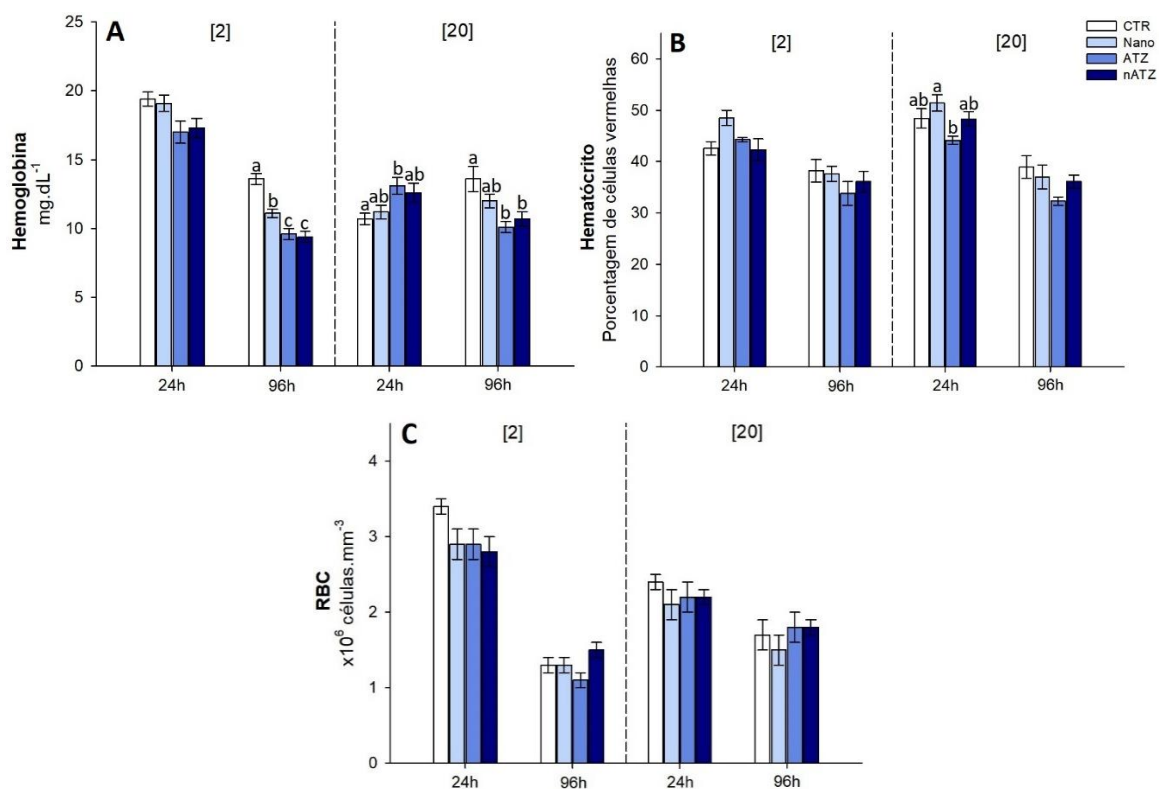 A
[2]
[20]
Hemoglobina
mg.dL⁻¹
25
20
15
10
5
0
a
b
c
c
a
ab
b
ab
a
ab
b
b
24h
96h
24h
96h
B
[2]
[20]
CTR
Nano
ATZ
nATZ
Hematócrito
Porcentagem de células vermelhas
60
50
40
30
20
10
0
ab
a
b
ab
24h
96h
24h
96h
C
[2]
[20]
RBC
x10⁶ células.mm⁻³
4
3
2
1
0
24h
96h
24h
96h